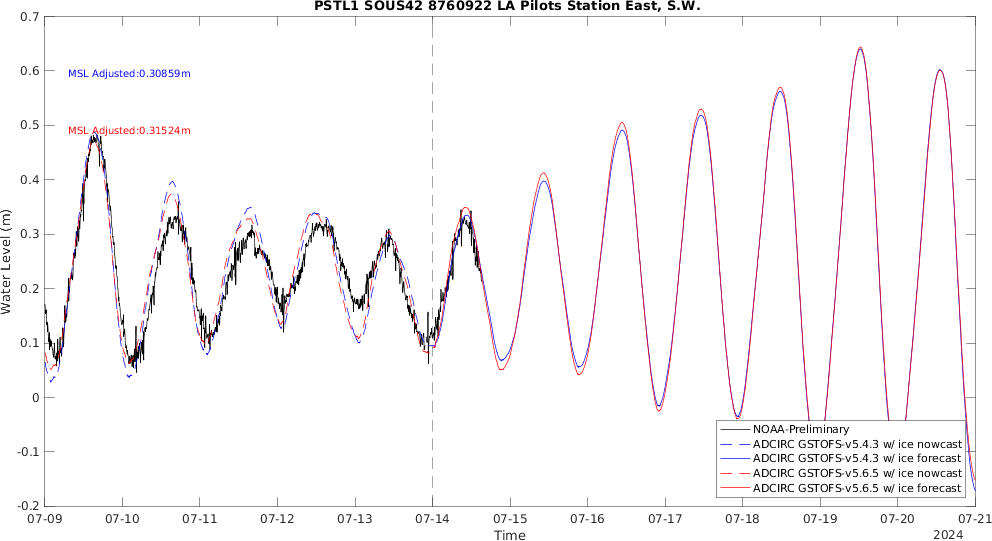 PSTL1 SOUS42 8760922 LA Pilots Station East, S.W.
0.7
0.6
0.5
0.4
0.3
0.2
0.1
0
-0.1
-0.2
Water Level (m)
MSL Adjusted:0.30859m
MSL Adjusted:0.31524m
NOAA-Preliminary
ADCIRC GSTOFS-v5.4.3 w/ ice nowcast
ADCIRC GSTOFS-v5.4.3 w/ ice forecast
ADCIRC GSTOFS-v5.6.5 w/ ice nowcast
ADCIRC GSTOFS-v5.6.5 w/ ice forecast
07-09 07-10 07-11 07-12 07-13 07-14 07-15 07-16 07-17 07-18 07-19 07-20 07-21
Time
2024